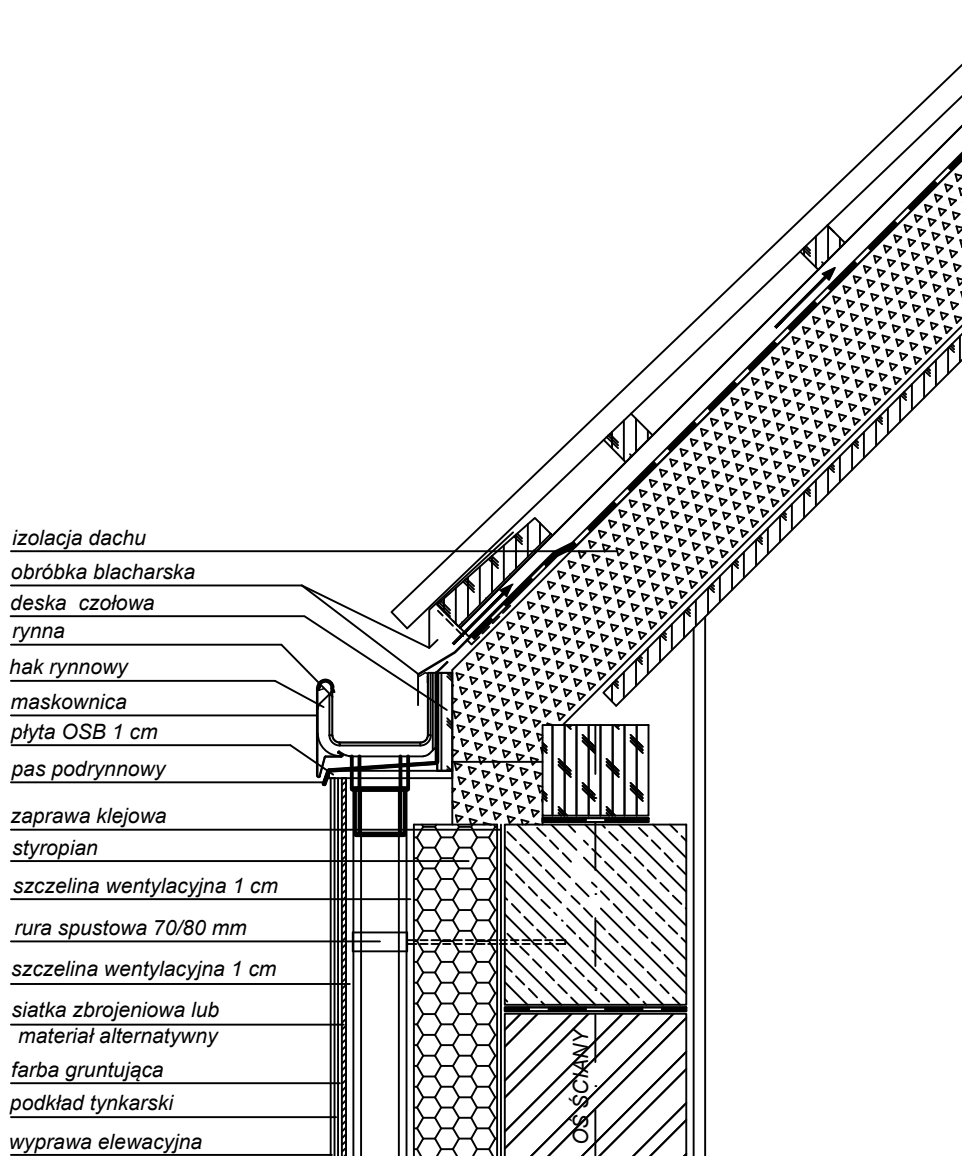 izolacja dachu
obróbka blacharska
deska czołowa
rynna
hak rynnowy
maskownica
płyta OSB 1 cm
pas podrynnowy
zaprawa klejowa
styropian
szczelina wentylacyjna 1 cm
rura spustowa 70/80 mm
szczelina wentylacyjna 1 cm
siatka zbrojeniowa lub
materiał alternatywny
farba gruntująca
podkład tynkarski
wyprawa elewacyjna
OŚ ŚCIANY